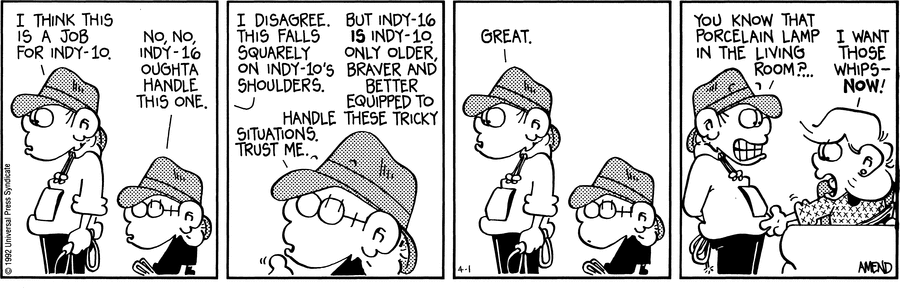 I THINK THIS
IS A JOB
FOR INDY-10.
NO, NO,
INDY-16
OUGHTA
HANDLE
THIS ONE.
© 1992 Universal Press Syndicate
I DISAGREE.
THIS FALLS
SQUARELY
ON INDY-10'S
SHOULDERS.
BUT INDY-16
IS INDY-10.
ONLY OLDER,
BRAVER AND
BETTER
EQUIPPED TO
HANDLE THESE TRICKY
SITUATIONS.
TRUST ME.
GREAT.
4-1
YOU KNOW THAT
PORCELAIN LAMP
IN THE LIVING
ROOM?...
I WANT
THOSE
WHIPS—
NOW!
AMEND